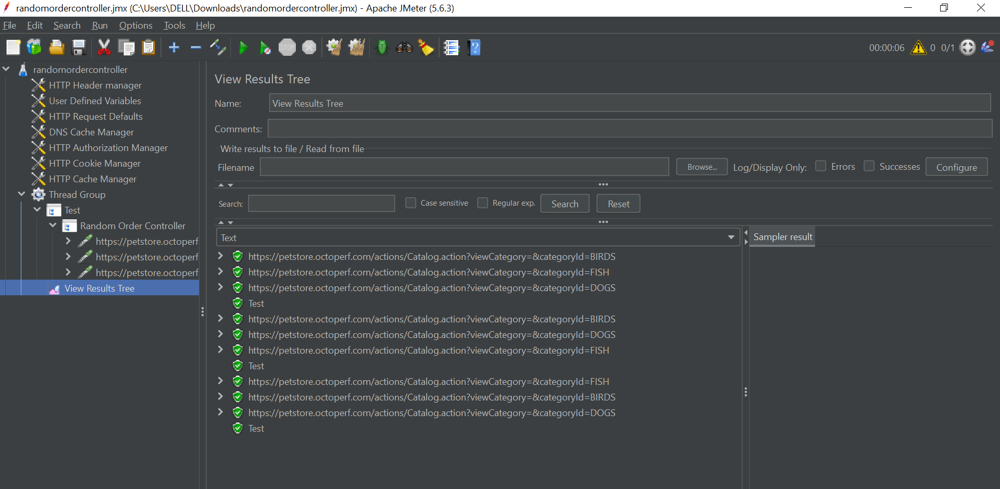 randomordercontroller.jmx (C:\Users\DELL\Downloads\randomordercontroller.jmx) - Apache JMeter (5.6.3)
File Edit Search Run Options Tools Help
STOP 00:00:06 0 0/1
randomordercontroller
HTTP Header manager
User Defined Variables
HTTP Request Defaults
DNS Cache Manager
HTTP Authorization Manager
HTTP Cookie Manager
HTTP Cache Manager
Thread Group
Test
Random Order Controller
https://petstore.octoperf
https://petstore.octoperf
https://petstore.octoperf
View Results Tree
View Results Tree
Name: View Results Tree
Comments:
Write results to file / Read from file
Filename Browse... Log/Display Only: Errors Successes Configure
Search: Case sensitive Regular exp. Search Reset
Text
https://petstore.octoperf.com/actions/Catalog.action?viewCategory=&categoryId=BIRDS
https://petstore.octoperf.com/actions/Catalog.action?viewCategory=&categoryId=FISH
https://petstore.octoperf.com/actions/Catalog.action?viewCategory=&categoryId=DOGS
Test
https://petstore.octoperf.com/actions/Catalog.action?viewCategory=&categoryId=BIRDS
https://petstore.octoperf.com/actions/Catalog.action?viewCategory=&categoryId=DOGS
https://petstore.octoperf.com/actions/Catalog.action?viewCategory=&categoryId=FISH
Test
https://petstore.octoperf.com/actions/Catalog.action?viewCategory=&categoryId=FISH
https://petstore.octoperf.com/actions/Catalog.action?viewCategory=&categoryId=BIRDS
https://petstore.octoperf.com/actions/Catalog.action?viewCategory=&categoryId=DOGS
Test
Sampler result